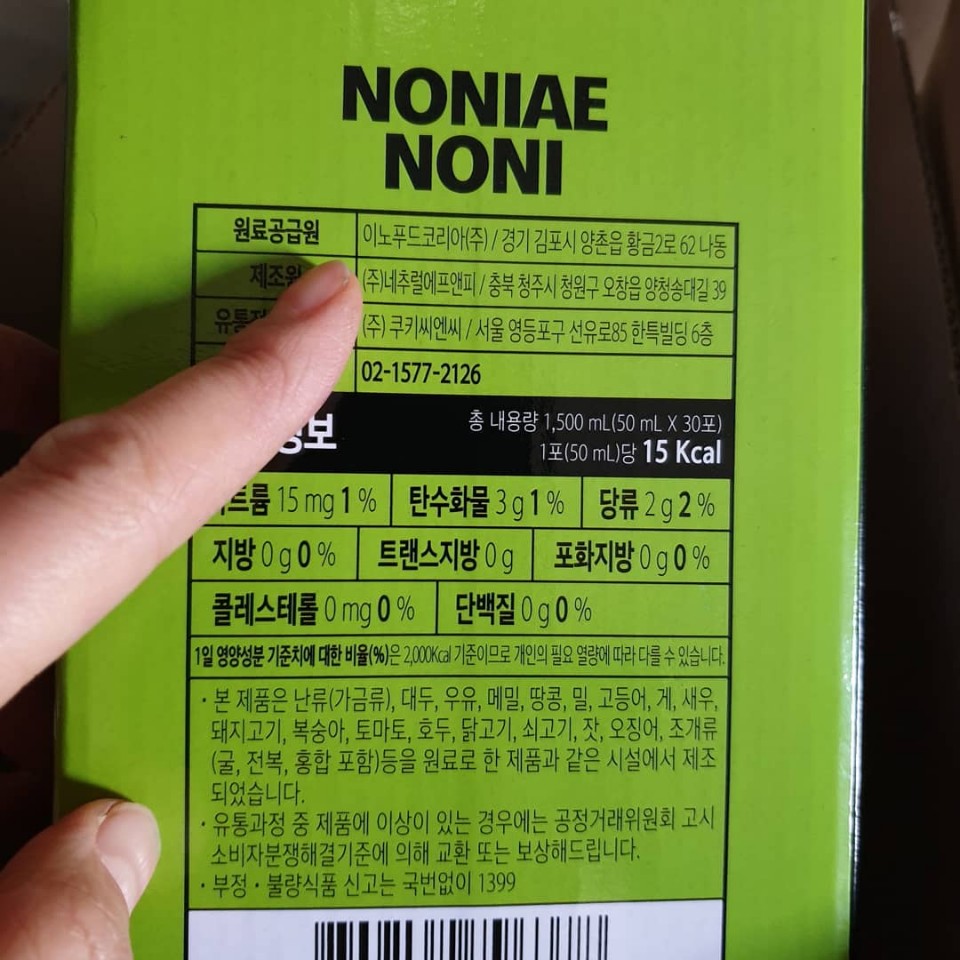 NONIAE
NONI
원료공급원 이노푸드코리아(주) / 경기 김포시 양촌읍 황금2로 62 나동
제조원 (주)네추럴에프앤피 / 충북 청주시 청원구 오창읍 양청송대길 39
(주) 쿠키씨엔씨 / 서울 영등포구 선유로85 한특빌딩 6층
02-1577-2126
총 내용량 1,500 mL(50 mL X 30포)
1포(50 mL)당 15 Kcal
15 mg 1 % 탄수화물 3 g 1 % 당류 2 g 2 %
지방 0 g 0 % 트랜스지방 0 g 포화지방 0 g 0 %
콜레스테롤 0 mg 0 % 단백질 0 g 0 %
1일 영양성분 기준치에 대한 비율(%)은 2,000Kcal 기준이므로 개인의 필요 열량에 따라 다를 수 있습니다.
· 본 제품은 난류(가금류), 대두, 우유, 메밀, 땅콩, 밀, 고등어, 게, 새우,
돼지고기, 복숭아, 토마토, 호두, 닭고기, 쇠고기, 잣, 오징어, 조개류
(굴, 전복, 홍합 포함)등을 원료로 한 제품과 같은 시설에서 제조
되었습니다.
· 유통과정 중 제품에 이상이 있는 경우에는 공정거래위원회 고시
소비자분쟁해결기준에 의해 교환 또는 보상해드립니다.
· 부정 · 불량식품 신고는 국번없이 1399